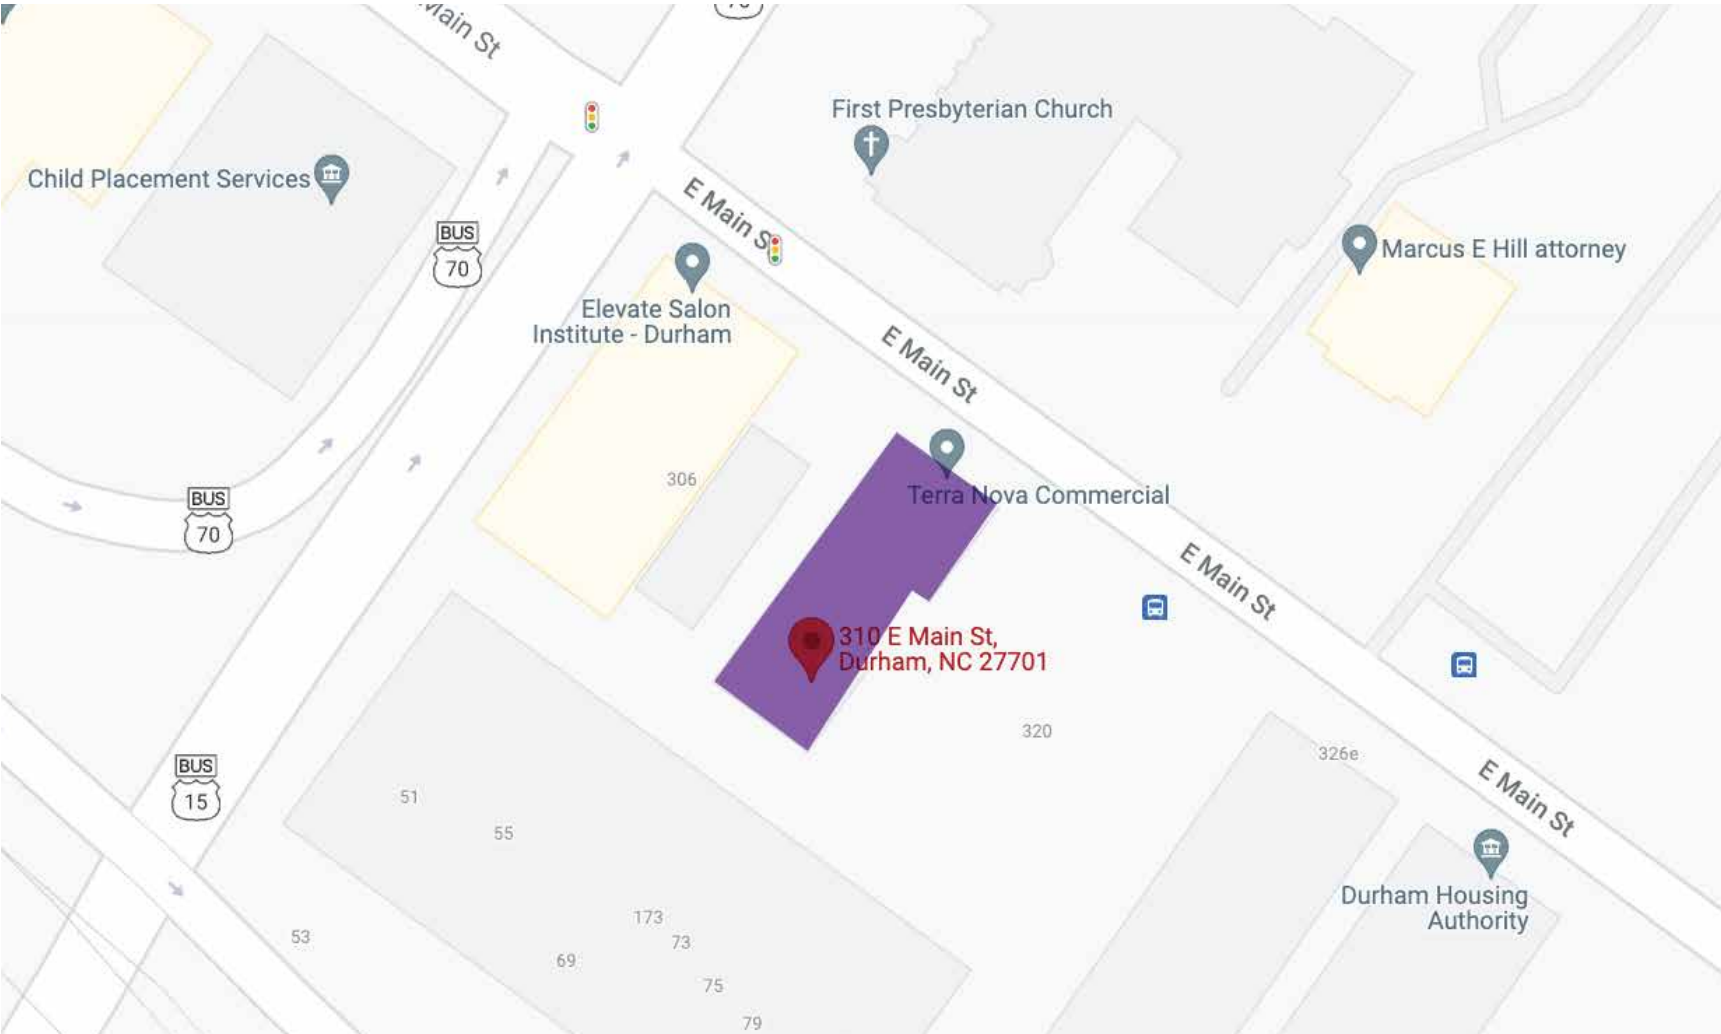 Main St
70
First Presbyterian Church
Child Placement Services
E Main St
BUS
70
Marcus E Hill attorney
Elevate Salon
Institute - Durham
E Main St
306
Terra Nova Commercial
BUS
70
E Main St
310 E Main St,
Durham, NC 27701
320
326e
BUS
15
51
E Main St
55
Durham Housing
Authority
173
53
73
69
75
79